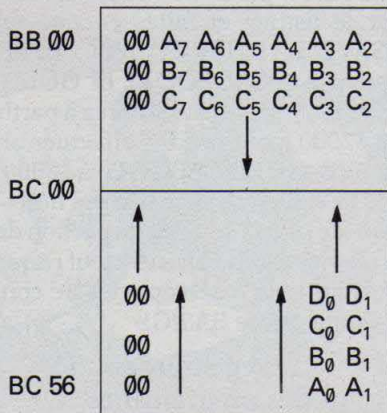 BB 00 00 A₇ A₆ A₅ A₄ A₃ A₂
00 B₇ B₆ B₅ B₄ B₃ B₂
00 C₇ C₆ C₅ C₄ C₃ C₂
BC 00
00 D₀ D₁
C₀ C₁
00 B₀ B₁
BC 56 00 A₀ A₁